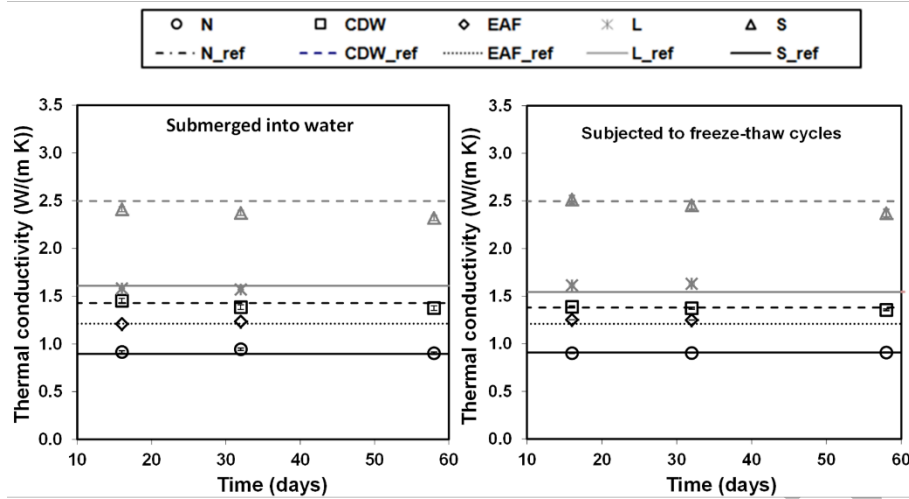 N CDW EAF L S
N_ref CDW_ref EAF_ref L_ref S_ref
3.5
3.0
2.5
2.0
1.5
1.0
0.5
0.0
Thermal conductivity (W/(m K))
Submerged into water
10 20 30 40 50 60
Time (days)
3.5
3.0
2.5
2.0
1.5
1.0
0.5
0.0
Thermal conductivity (W/(m K))
Subjected to freeze-thaw cycles
10 20 30 40 50 60
Time (days)